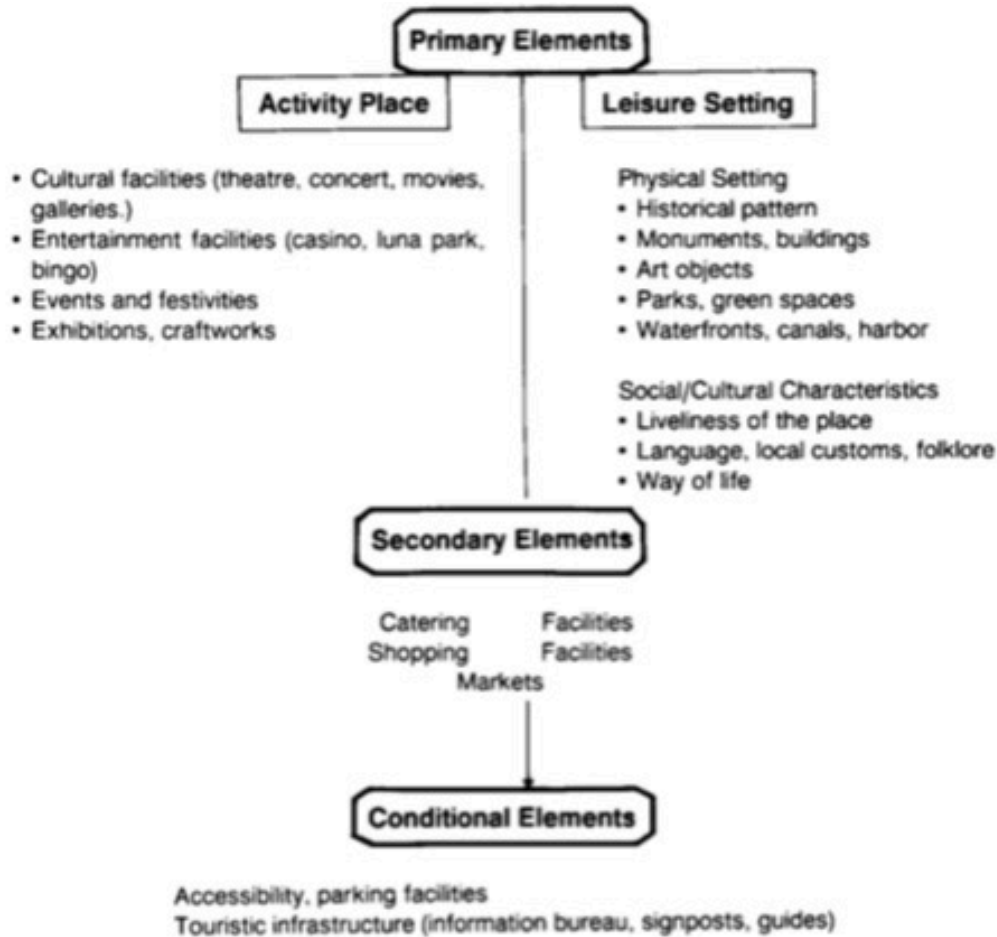 Primary Elements
Activity Place
• Cultural facilities (theatre, concert, movies,
galleries.)
• Entertainment facilities (casino, luna park,
bingo)
• Events and festivities
• Exhibitions, craftworks
Leisure Setting
Physical Setting
• Historical pattern
• Monuments, buildings
• Art objects
• Parks, green spaces
• Waterfronts, canals, harbor
Social/Cultural Characteristics
• Liveliness of the place
• Language, local customs, folklore
• Way of life
Secondary Elements
Catering Facilities
Shopping Facilities
Markets
Conditional Elements
Accessibility, parking facilities
Touristic infrastructure (information bureau, signposts, guides)